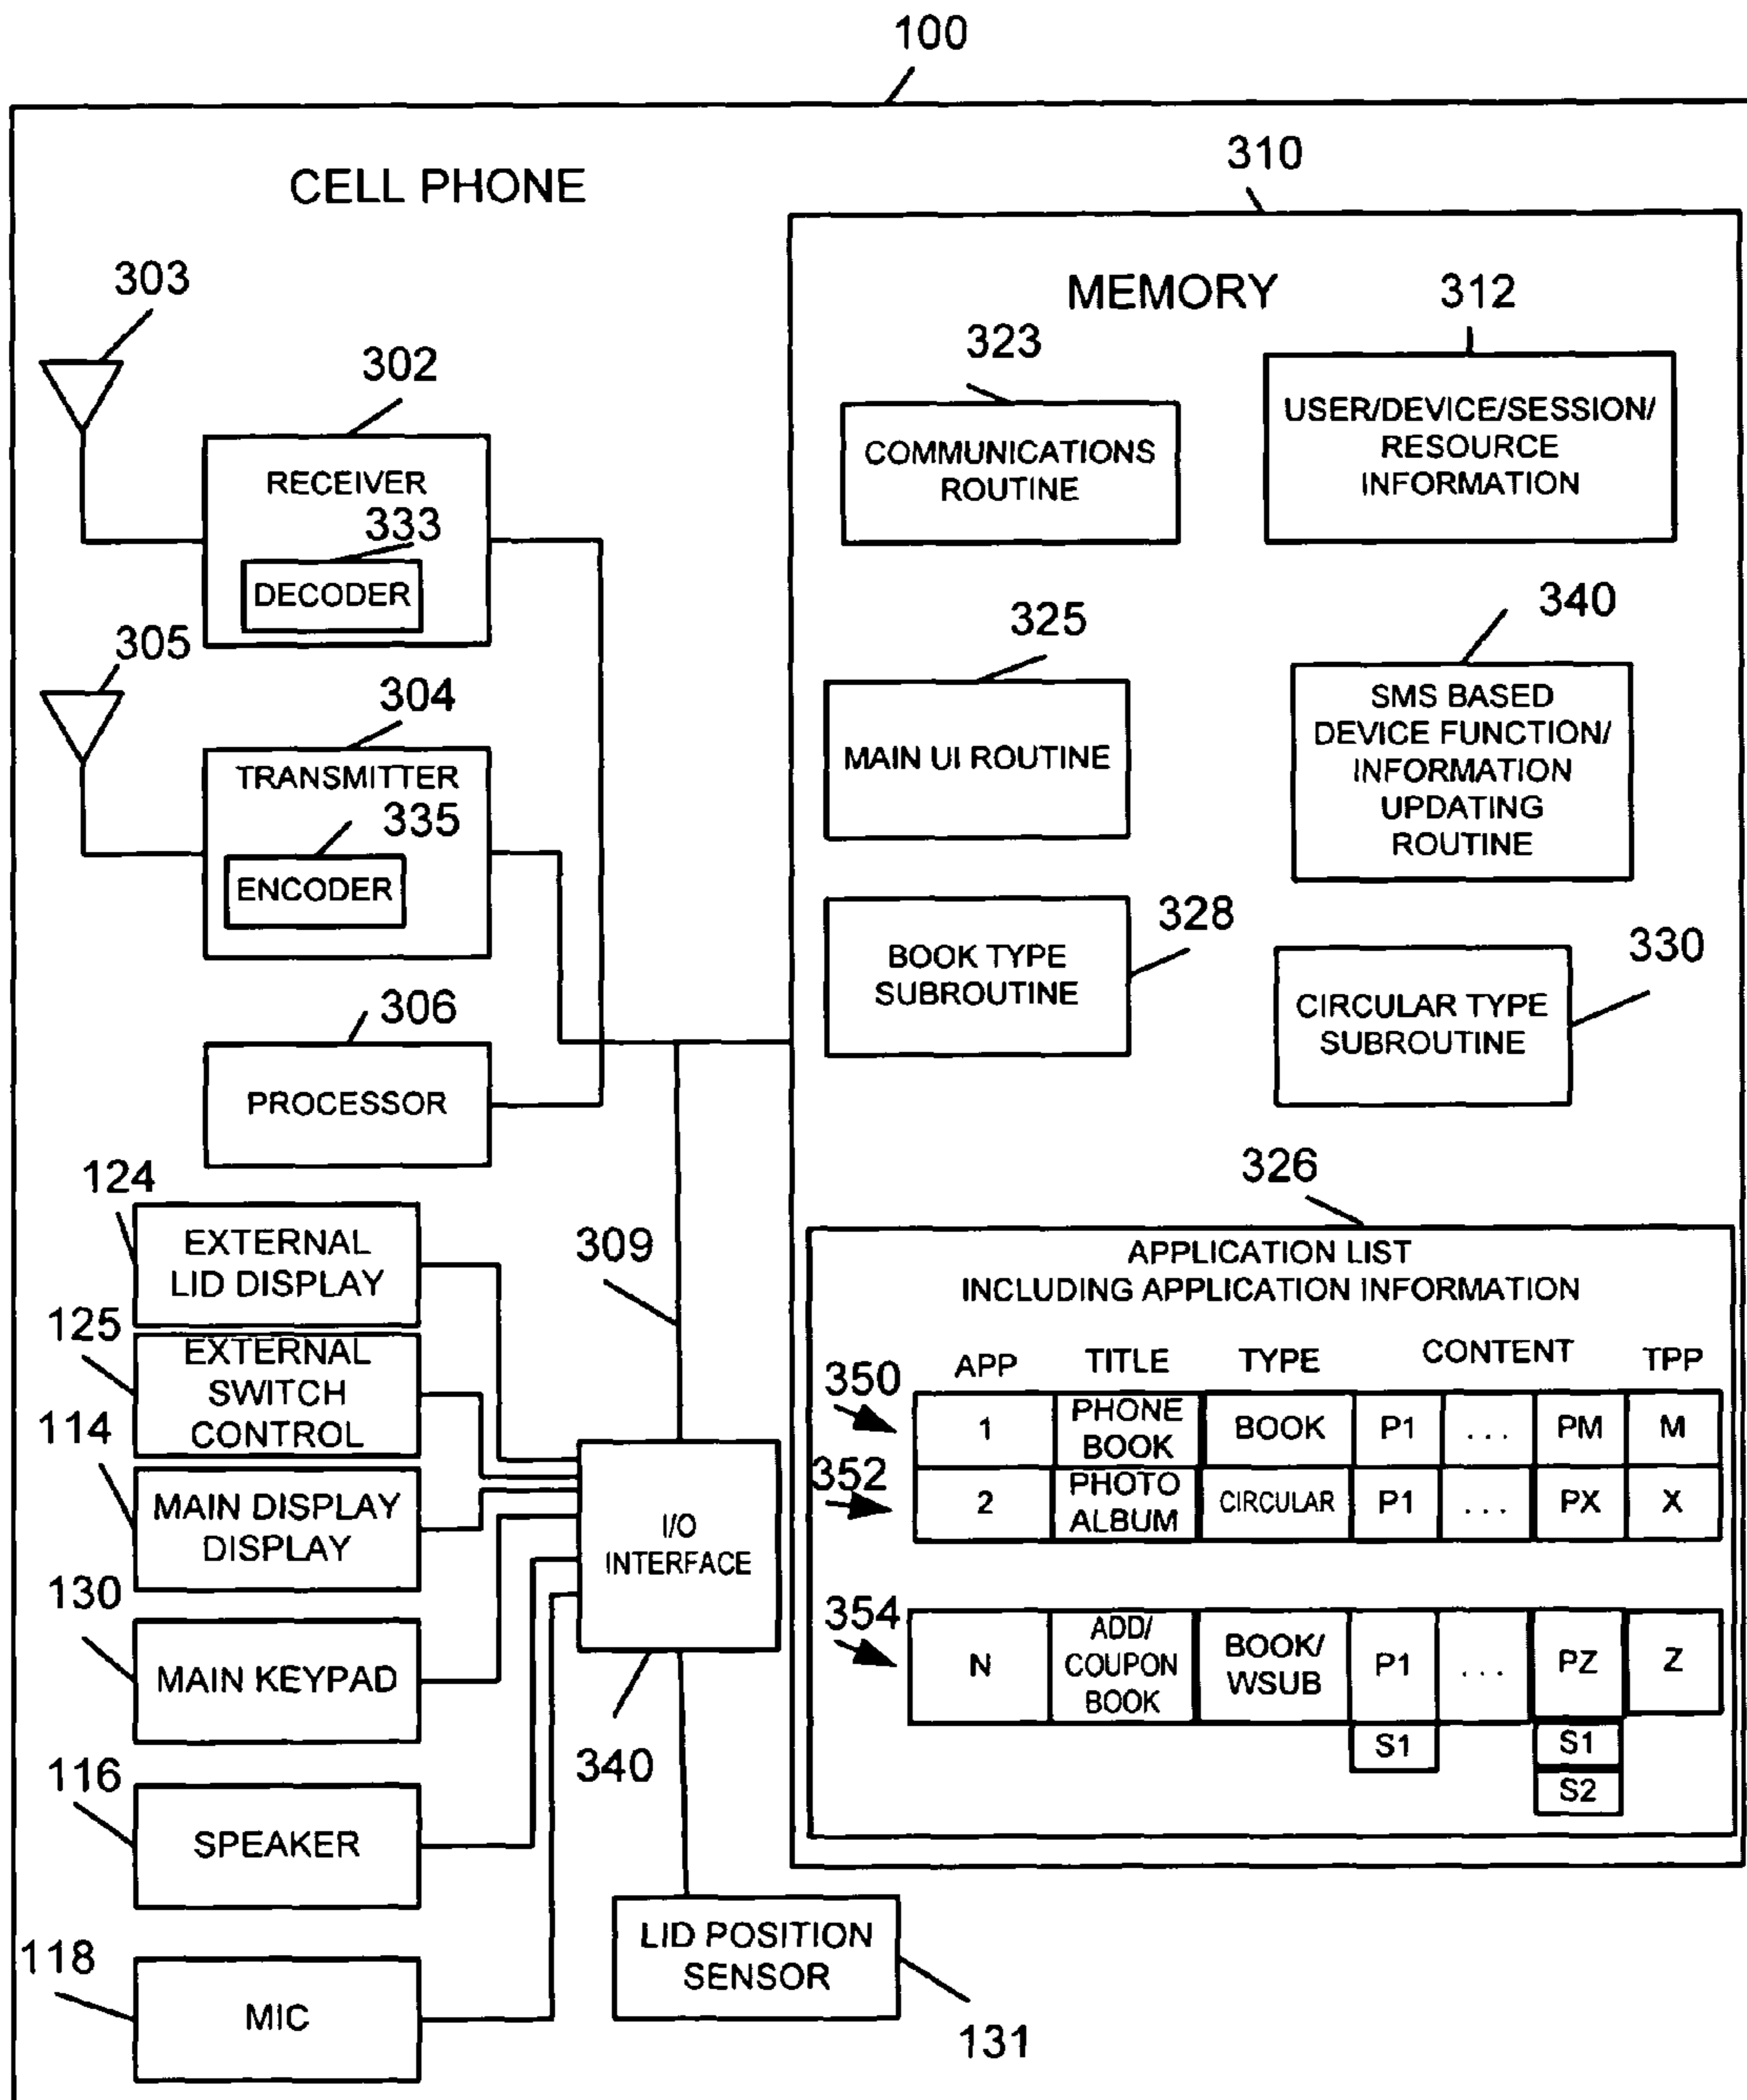 100
CELL PHONE
310
MEMORY
303
302
RECEIVER
333
DECODER
305
304
TRANSMITTER
335
ENCODER
306
PROCESSOR
323
COMMUNICATIONS
ROUTINE
312
USER/DEVICE/SESSION/
RESOURCE
INFORMATION
325
MAIN UI ROUTINE
340
SMS BASED
DEVICE FUNCTION/
INFORMATION
UPDATING
ROUTINE
328
BOOK TYPE
SUBROUTINE
330
CIRCULAR TYPE
SUBROUTINE
124
EXTERNAL
LID DISPLAY
125
EXTERNAL
SWITCH
CONTROL
114
MAIN DISPLAY
DISPLAY
130
MAIN KEYPAD
116
SPEAKER
118
MIC
309
I/O
INTERFACE
340
LID POSITION
SENSOR
131
326
APPLICATION LIST
INCLUDING APPLICATION INFORMATION
APP TITLE TYPE CONTENT TPP
350
1 PHONE BOOK BOOK P1 ... PM M
352
2 PHOTO ALBUM CIRCULAR P1 ... PX X
354
N ADD/ COUPON BOOK BOOK/ WSUB P1 ... PZ Z
S1 S1
S2